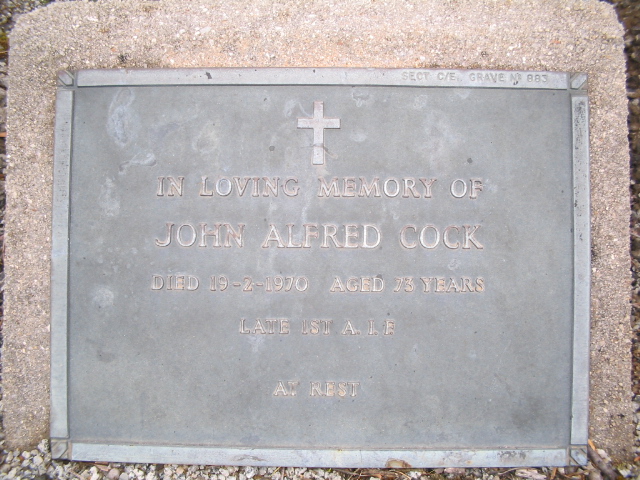 SECT C/E. GRAVE Nº 883
IN LOVING MEMORY OF
JOHN ALFRED COCK
DIED 19-2-1970 AGED 73 YEARS
LATE 1ST A.I.F
AT REST